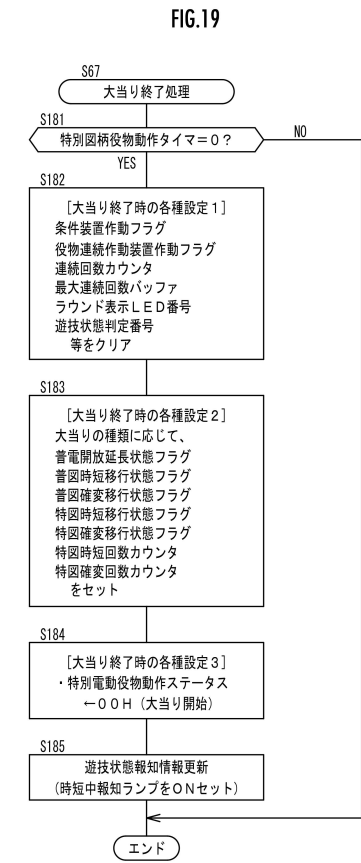 FIG.19
S67
大当り終了処理
S181
特別図柄役物動作タイマ=0?
NO
YES
S182
[大当り終了時の各種設定1]
条件装置作動フラグ
役物連続作動装置作動フラグ
連続回数カウンタ
最大連続回数バッファ
ラウンド表示LED番号
遊技状態判定番号
等をクリア
S183
[大当り終了時の各種設定2]
大当りの種類に応じて、
普電開放延長状態フラグ
普図時短移行状態フラグ
普図確変移行状態フラグ
特図時短移行状態フラグ
特図確変移行状態フラグ
特図時短回数カウンタ
特図確変回数カウンタ
をセット
S184
[大当り終了時の各種設定3]
・特別電動役物動作ステータス
←00H(大当り開始)
S185
遊技状態報知情報更新
(時短中報知ランプをONセット)
エンド